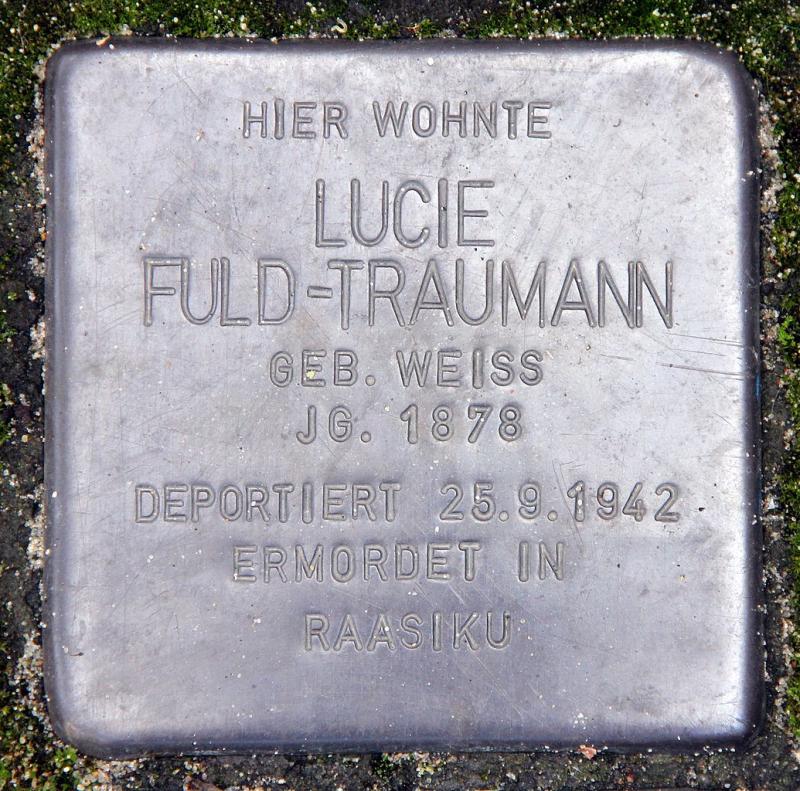 HIER WOHNTE
LUCIE
FULD-TRAUMANN
GEB. WEISS
JG. 1878
DEPORTIERT 25.9.1942
ERMORDET IN
RAASIKU